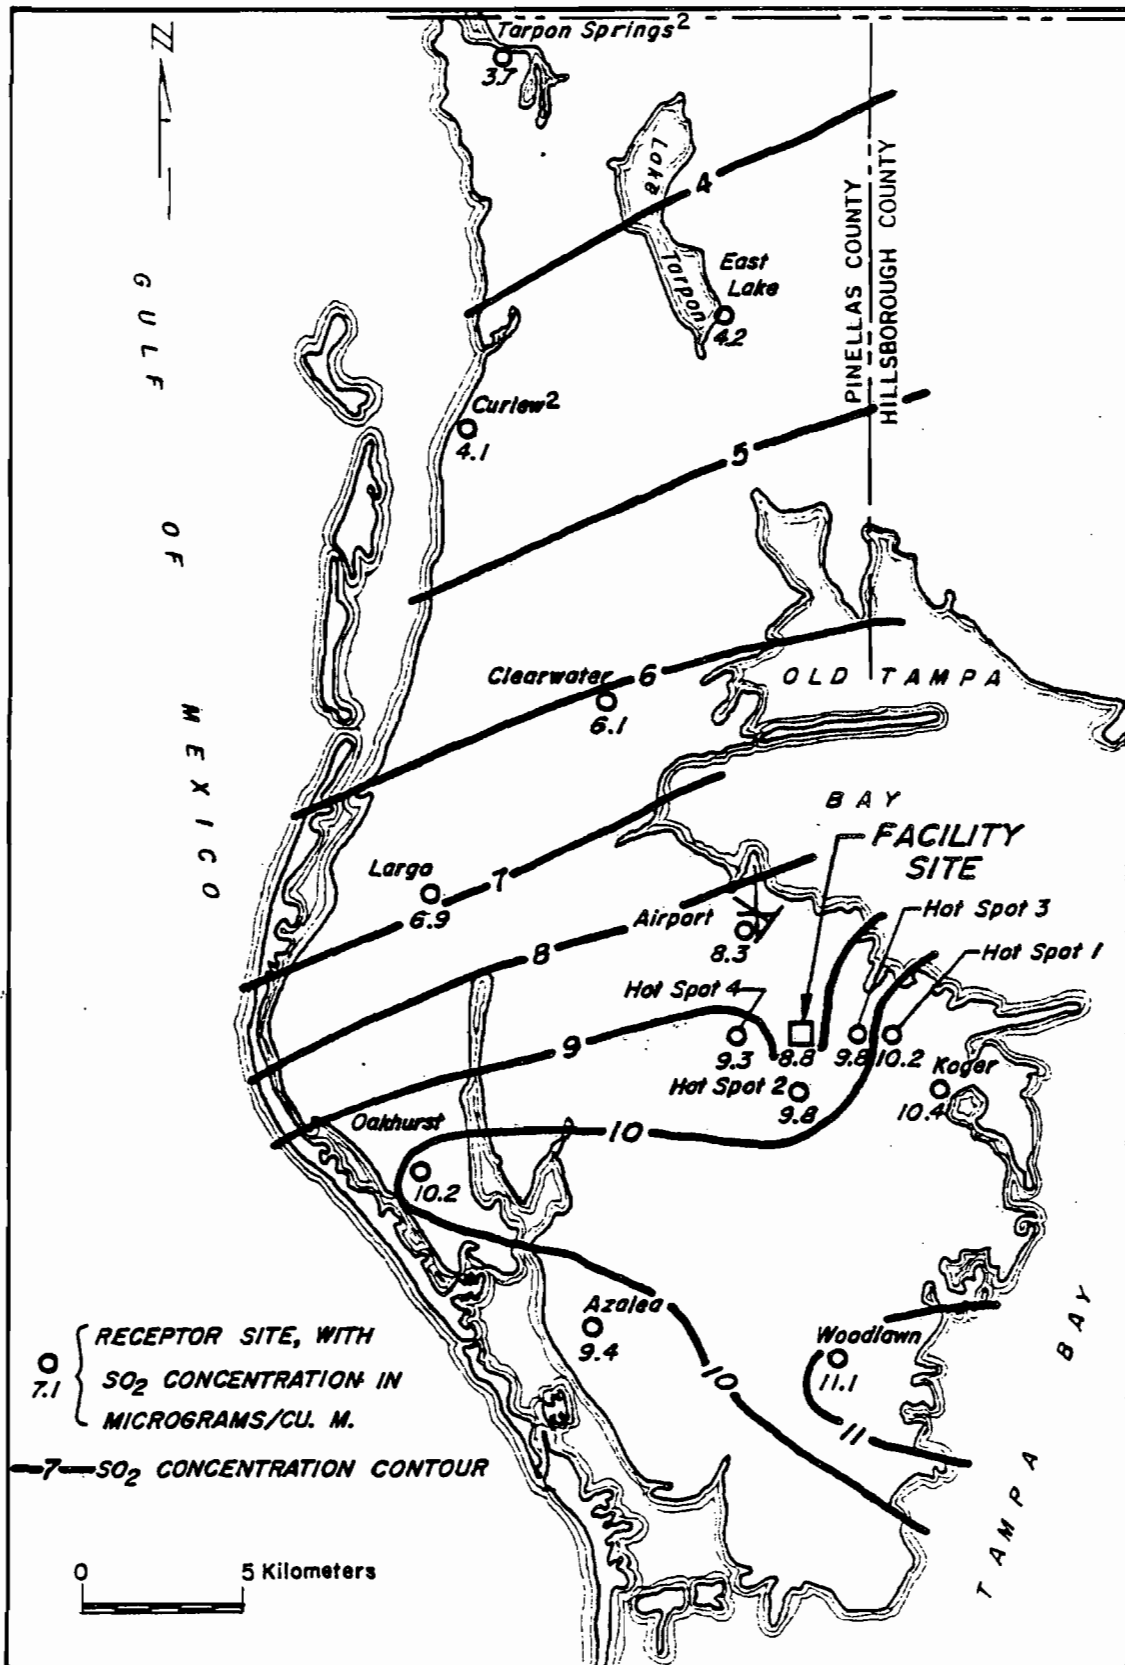 Tarpon Springs2
3.7
N
Lake
Tarpon
4
PINELLAS COUNTY
HILLSBOROUGH COUNTY
East
Lake
4.2
GULF OF MEXICO
Curlew2
4.1
5
Clearwater
6
6.1
OLD TAMPA
BAY
FACILITY
SITE
Largo
6.9
7
Airport
8.3
8
Hot Spot 3
Hot Spot 1
Hot Spot 4
9
9.3
8.8
9.8
10.2
Hot Spot 2
9.8
Koger
10.4
Oakhurst
10
10.2
Azalea
9.4
10
Woodlawn
11.1
11
TAMPA BAY
7.1
RECEPTOR SITE, WITH
SO2 CONCENTRATION IN
MICROGRAMS/CU. M.
7 SO2 CONCENTRATION CONTOUR
0 5 Kilometers